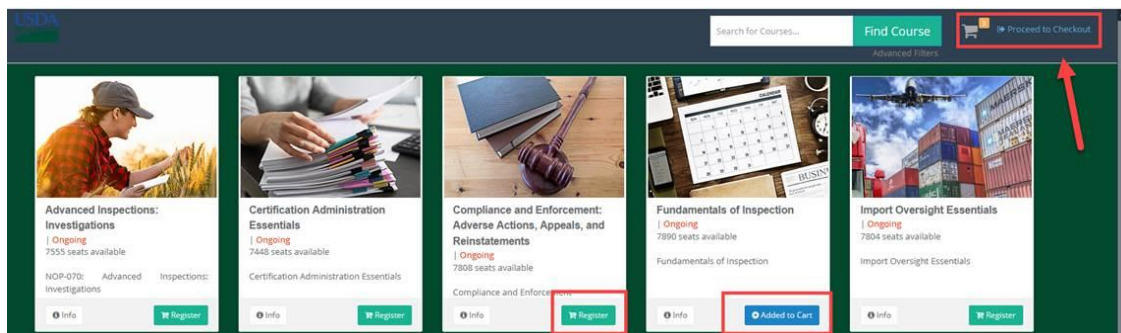 USDA
Search for Courses...
Find Course
Proceed to Checkout
Advanced Filters
CALENDAR
BUSIN
MAERSK
Advanced Inspections:
Investigations
| Ongoing
7555 seats available
NOP-070: Advanced Inspections:
Investigations
Info
Register
Certification Administration
Essentials
| Ongoing
7448 seats available
Certification Administration Essentials
Info
Register
Compliance and Enforcement:
Adverse Actions, Appeals, and
Reinstatements
| Ongoing
7808 seats available
Compliance and Enforcement
Info
Register
Fundamentals of Inspection
| Ongoing
7890 seats available
Fundamentals of Inspection
Info
Added to Cart
Import Oversight Essentials
| Ongoing
7804 seats available
Import Oversight Essentials
Info
Register